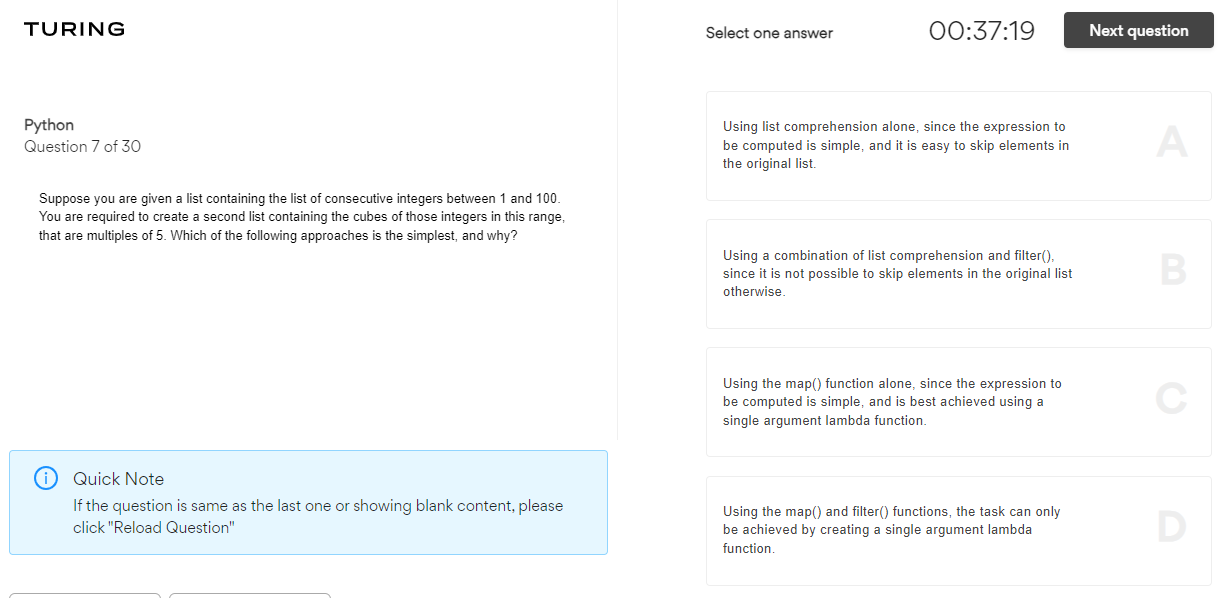 TURING
Python
Question 7 of 30
Suppose you are given a list containing the list of consecutive integers between 1 and 100.
You are required to create a second list containing the cubes of those integers in this range,
that are multiples of 5. Which of the following approaches is the simplest, and why?
Quick Note
If the question is same as the last one or showing blank content, please
click "Reload Question"
Select one answer
00:37:19
Next question
Using list comprehension alone, since the expression to
be computed is simple, and it is easy to skip elements in
the original list.
A
Using a combination of list comprehension and filter(),
since it is not possible to skip elements in the original list
otherwise.
B
Using the map() function alone, since the expression to
be computed is simple, and is best achieved using a
single argument lambda function.
C
Using the map() and filter() functions, the task can only
be achieved by creating a single argument lambda
function.
D